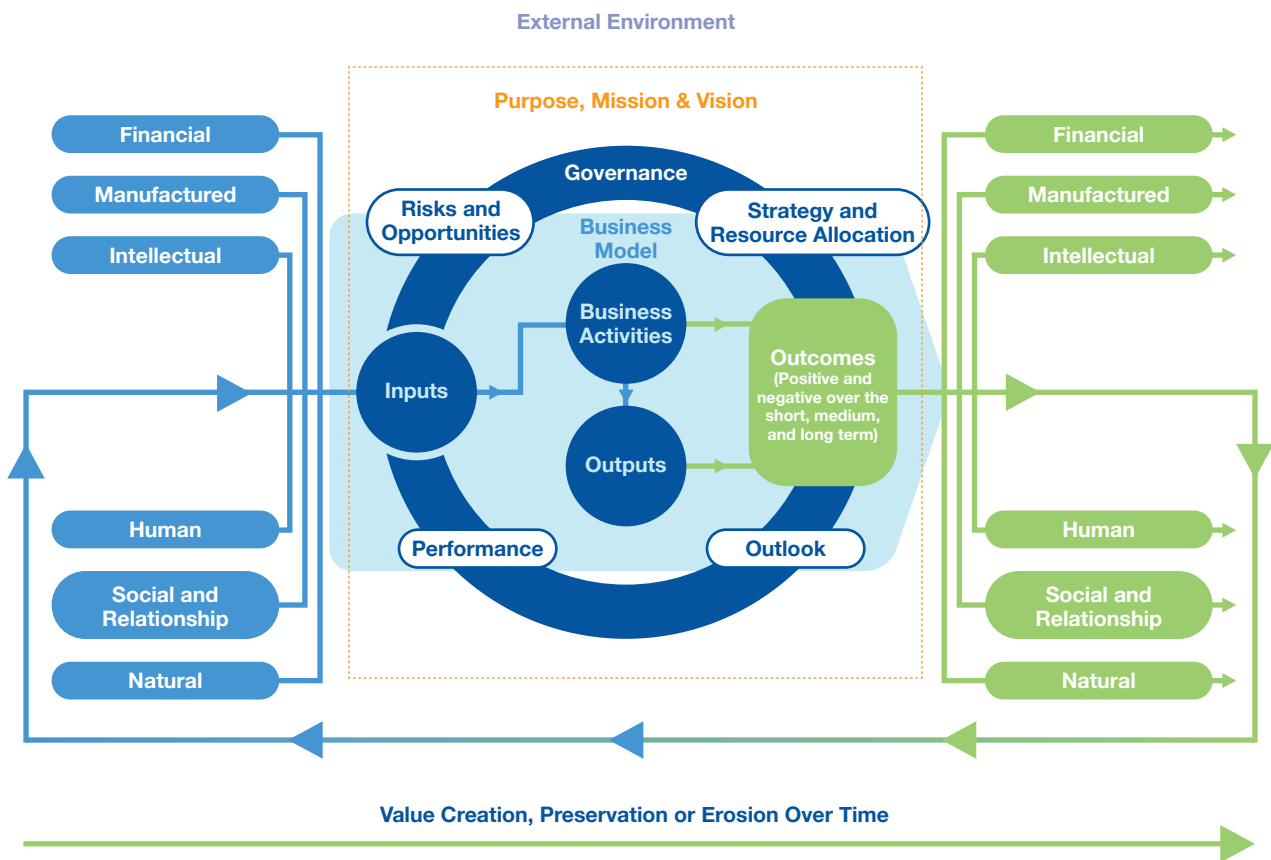 External Environment
Purpose, Mission & Vision
Financial
Manufactured
Intellectual
Human
Social and
Relationship
Natural
Governance
Risks and
Opportunities
Strategy and
Resource Allocation
Business
Model
Inputs
Business
Activities
Outputs
Outcomes
(Positive and
negative over the
short, medium,
and long term)
Performance
Outlook
Financial
Manufactured
Intellectual
Human
Social and
Relationship
Natural
Value Creation, Preservation or Erosion Over Time